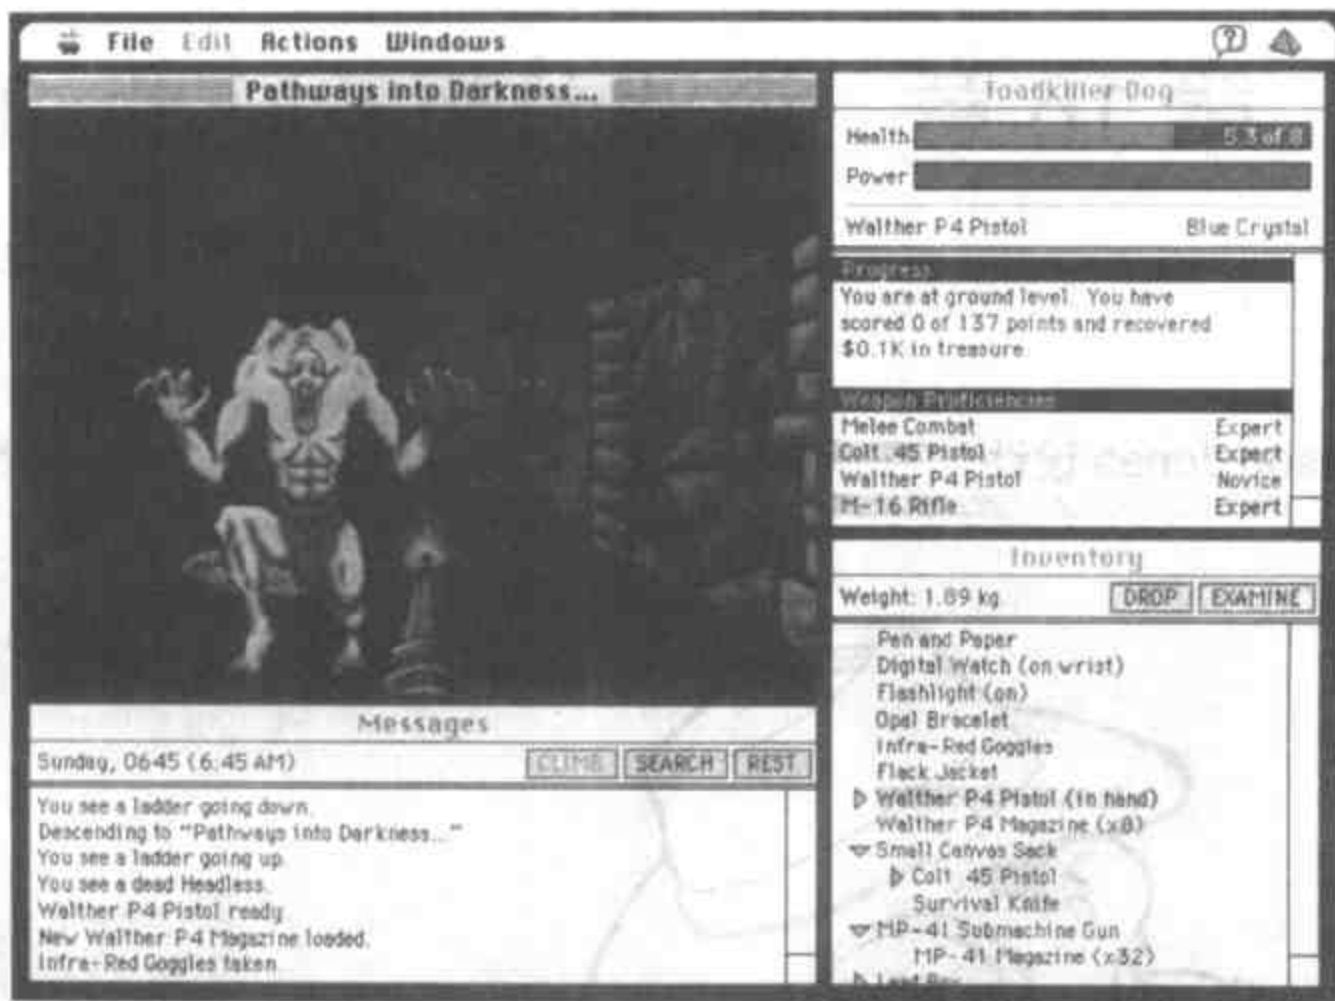 File Edit Actions Windows
Pathways into Darkness...
Toadkiller Dog
Health 5.3 of 8
Power
Walther P4 Pistol Blue Crystal
Progress
You are at ground level. You have
scored 0 of 137 points and recovered
$0.1K in treasure.
Weapon Proficiencies
Melee Combat Expert
Colt .45 Pistol Expert
Walther P4 Pistol Novice
M-16 Rifle Expert
Inventory
Weight: 1.89 kg DROP EXAMINE
Pen and Paper
Digital Watch (on wrist)
Flashlight (on)
Opal Bracelet
Infra-Red Goggles
Flack Jacket
Walther P4 Pistol (in hand)
Walther P4 Magazine (x8)
Small Canvas Sack
Colt .45 Pistol
Survival Knife
MP-41 Submachine Gun
MP-41 Magazine (x32)
Messages
Sunday, 0645 (6:45 AM) CLIMB SEARCH REST
You see a ladder going down.
Descending to "Pathways into Darkness..."
You see a ladder going up.
You see a dead Headless.
Walther P4 Pistol ready.
New Walther P4 Magazine loaded.
Infra-Red Goggles taken.